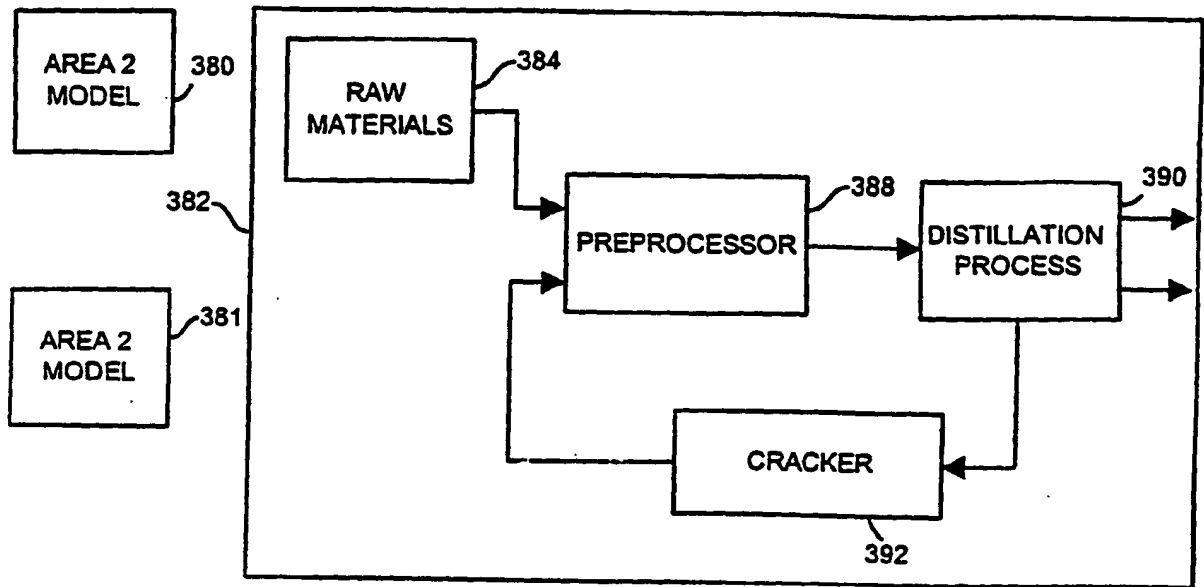 AREA 2
MODEL
380
RAW
MATERIALS
384
382
PREPROCESSOR
388
DISTILLATION
PROCESS
390
AREA 2
MODEL
381
CRACKER
392